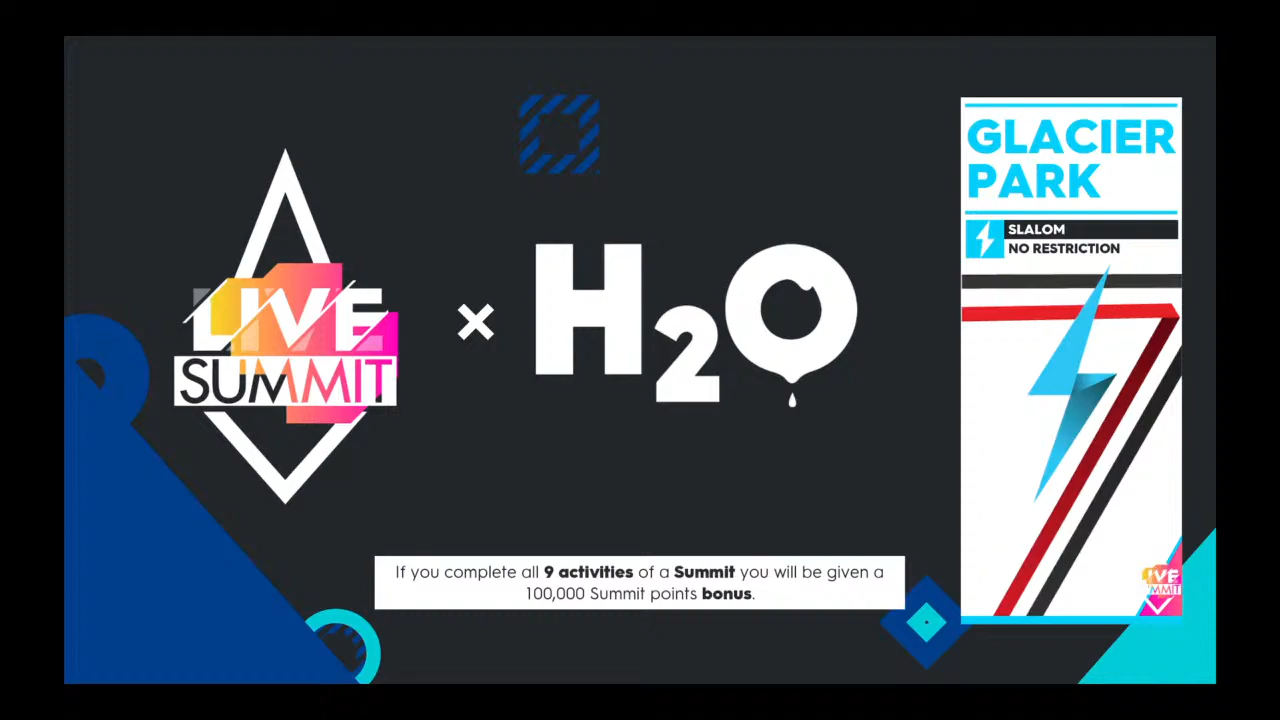 LIVE
SUMMIT
×
H2O
If you complete all 9 activities of a Summit you will be given a
100,000 Summit points bonus.
GLACIER
PARK
SLALOM
NO RESTRICTION
7
LIVE
SUMMIT